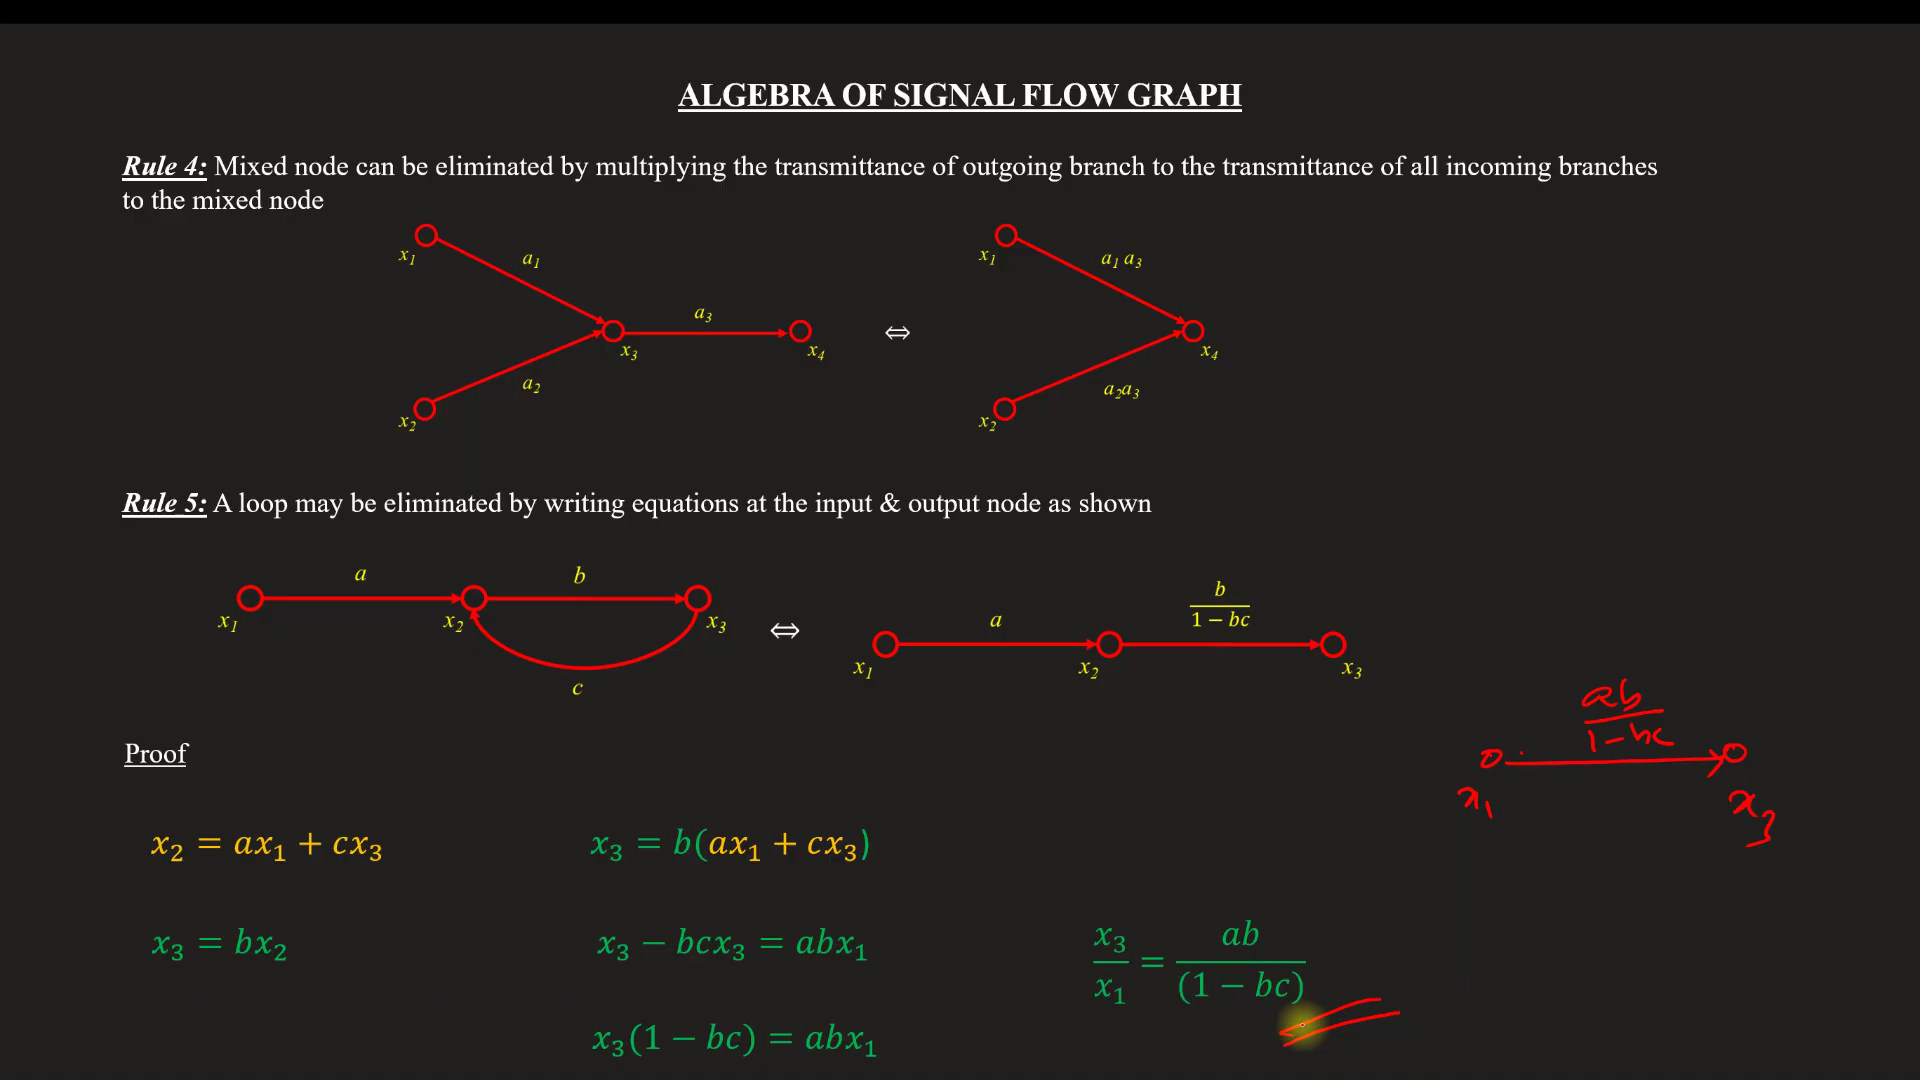 ALGEBRA OF SIGNAL FLOW GRAPH
Rule 4: Mixed node can be eliminated by multiplying the transmittance of outgoing branch to the transmittance of all incoming branches
to the mixed node
x₁ a₁ x₁ a₁ a₃
a₃ ⇔
x₃ x₄ x₄
a₂ a₂a₃
x₂ x₂
Rule 5: A loop may be eliminated by writing equations at the input & output node as shown
a b b/(1 − bc)
x₁ x₂ x₃ ⇔ a
x₁ x₂ x₃
c
ab/(1 − bc)
x₁ x₃
Proof
x₂ = ax₁ + cx₃ x₃ = b(ax₁ + cx₃)
x₃ = bx₂ x₃ − bcx₃ = abx₁ x₃/x₁ = ab/(1 − bc)
x₃(1 − bc) = abx₁